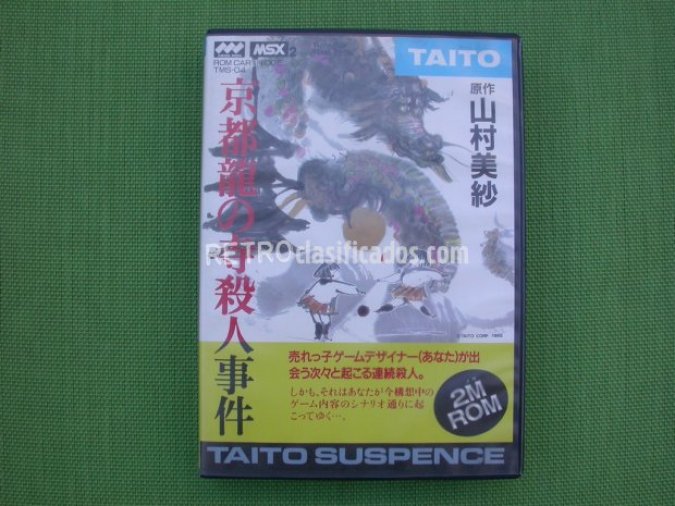 MSX2
ROM CARTRIDGE
TMS-04
TAITO
京都龍の寺殺人事件
原作
山村美紗
RETROclasificados.com
©TAITO CORP. 1988
売れっ子ゲームデザイナー(あなた)が出
会う次々と起こる連続殺人。
しかも、それはあなたが今構想中の
ゲーム内容のシナリオ通りに起
こってゆく…。
2M
ROM
TAITO SUSPENCE